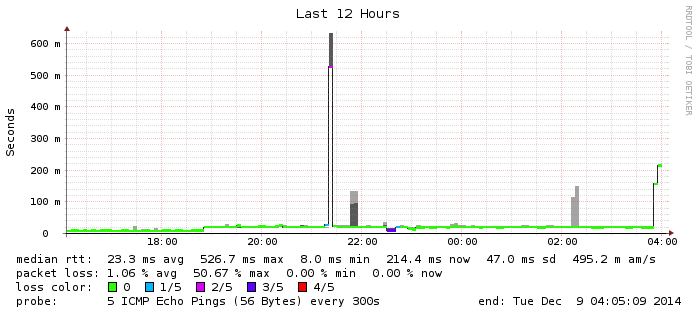 Last 12 Hours
RRDTOOL / TOBI OETIKER
Seconds
600 m
500 m
400 m
300 m
200 m
100 m
0
18:00 20:00 22:00 00:00 02:00 04:00
median rtt: 23.3 ms avg 526.7 ms max 8.0 ms min 214.4 ms now 47.0 ms sd 495.2 m am/s
packet loss: 1.06 % avg 50.67 % max 0.00 % min 0.00 % now
loss color: 0 1/5 2/5 3/5 4/5
probe: 5 ICMP Echo Pings (56 Bytes) every 300s end: Tue Dec 9 04:05:09 2014